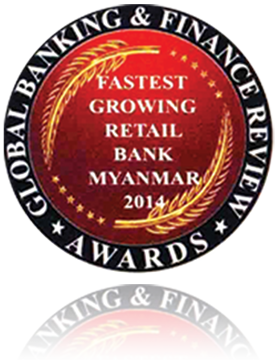 GLOBAL BANKING & FINANCE REVIEW
FASTEST
GROWING
RETAIL
BANK
MYANMAR
2014
AWARDS